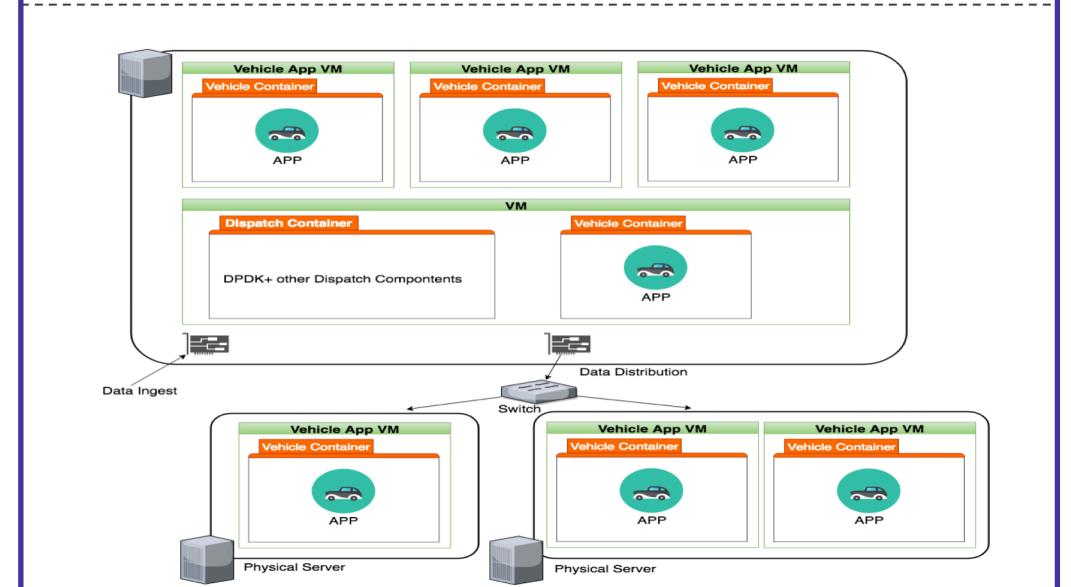 Vehicle App VM
Vehicle App VM
Vehicle App VM
Vehicle Container
Vehicle Container
Vehicle Container
APP
APP
APP
VM
DIspatch Container
Vehicle Container
DPDK+ other Dispatch Compontents
APP
Data Ingest
Data Distribution
Switch
Vehicle App VM
Vehicle App VM
Vehicle App VM
Vehicle Container
Vehicle Container
Vehicle Container
APP
APP
APP
Physical Server
Physical Server